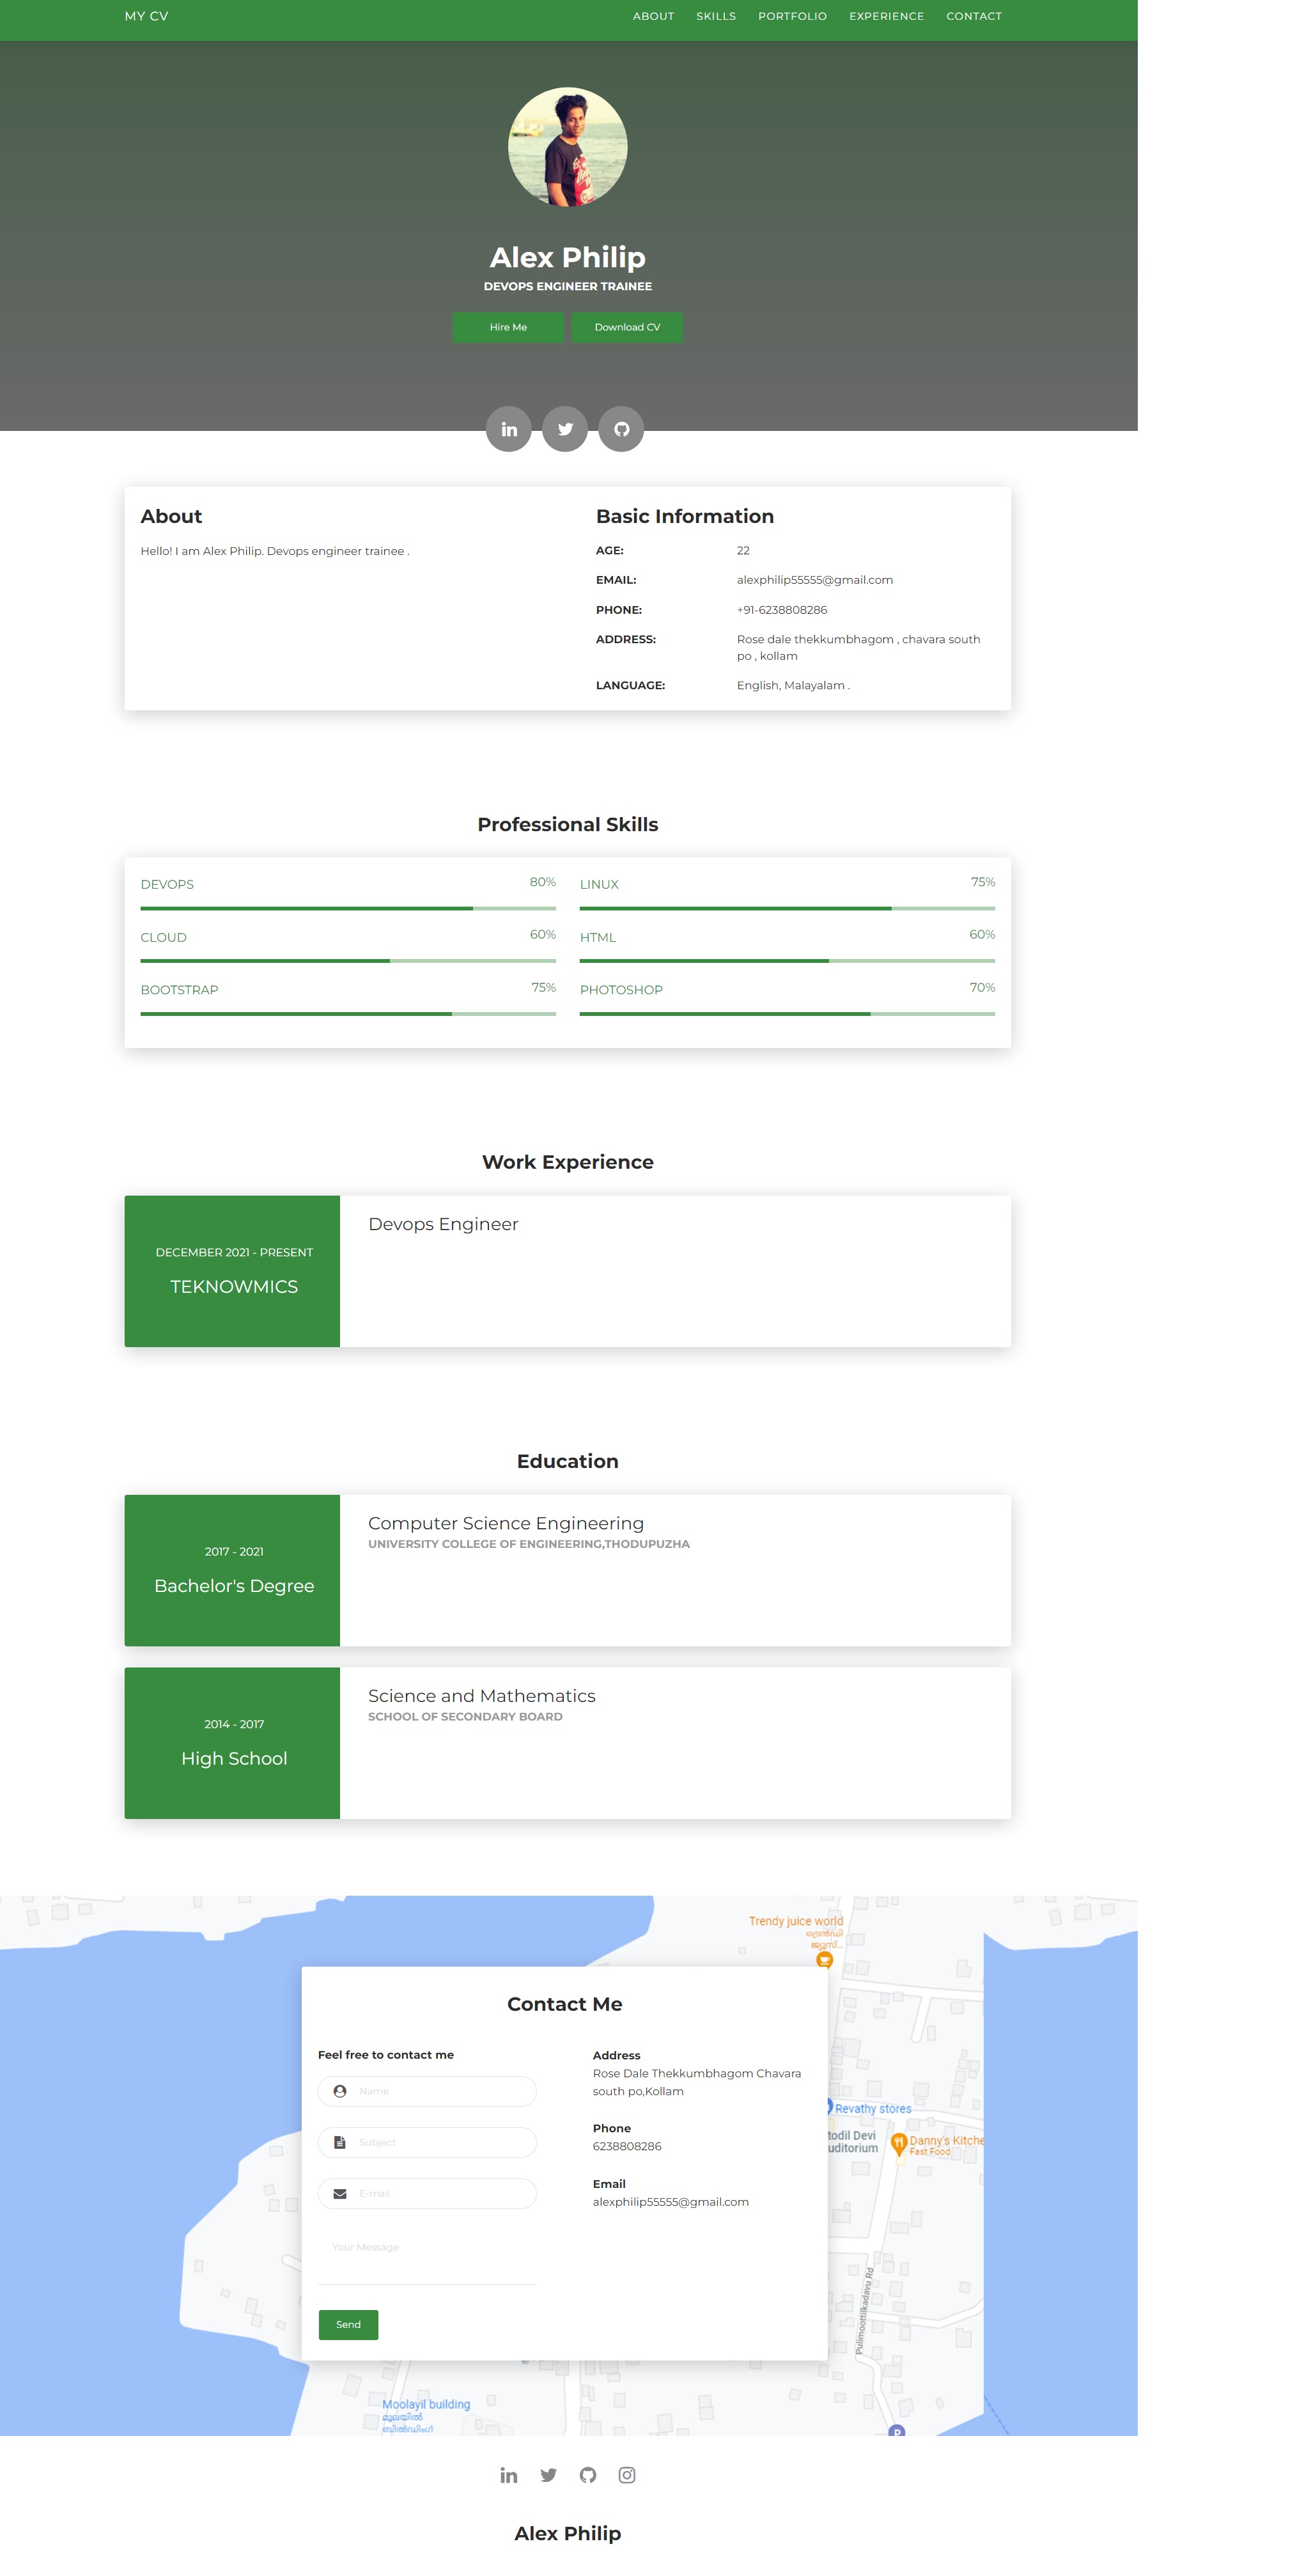 MY CV
ABOUT SKILLS PORTFOLIO EXPERIENCE CONTACT
Alex Philip
DEVOPS ENGINEER TRAINEE
Hire Me
Download CV
About
Hello! I am Alex Philip. Devops engineer trainee .
Basic Information
AGE: 22
EMAIL: alexphilip55555@gmail.com
PHONE: +91-6238808286
ADDRESS: Rose dale thekkumbhagom , chavara south
po , kollam
LANGUAGE: English, Malayalam .
Professional Skills
DEVOPS 80%
LINUX 75%
CLOUD 60%
HTML 60%
BOOTSTRAP 75%
PHOTOSHOP 70%
Work Experience
DECEMBER 2021 - PRESENT
TEKNOWMICS
Devops Engineer
Education
2017 - 2021
Bachelor's Degree
Computer Science Engineering
UNIVERSITY COLLEGE OF ENGINEERING,THODUPUZHA
2014 - 2017
High School
Science and Mathematics
SCHOOL OF SECONDARY BOARD
Trendy juice world
ട്രെൻഡി
ജ്യൂസ്...
Contact Me
Feel free to contact me
Name
Subject
E-mail
Your Message
Send
Address
Rose Dale Thekkumbhagom Chavara
south po,Kollam
Phone
6238808286
Email
alexphilip55555@gmail.com
Revathy stores
todil Devi
uditorium
Danny's Kitche
Fast Food
Pulimoottilkadavu Rd
Moolayil building
മൂലയിൽ
ബിൽഡിംഗ്
P
Alex Philip